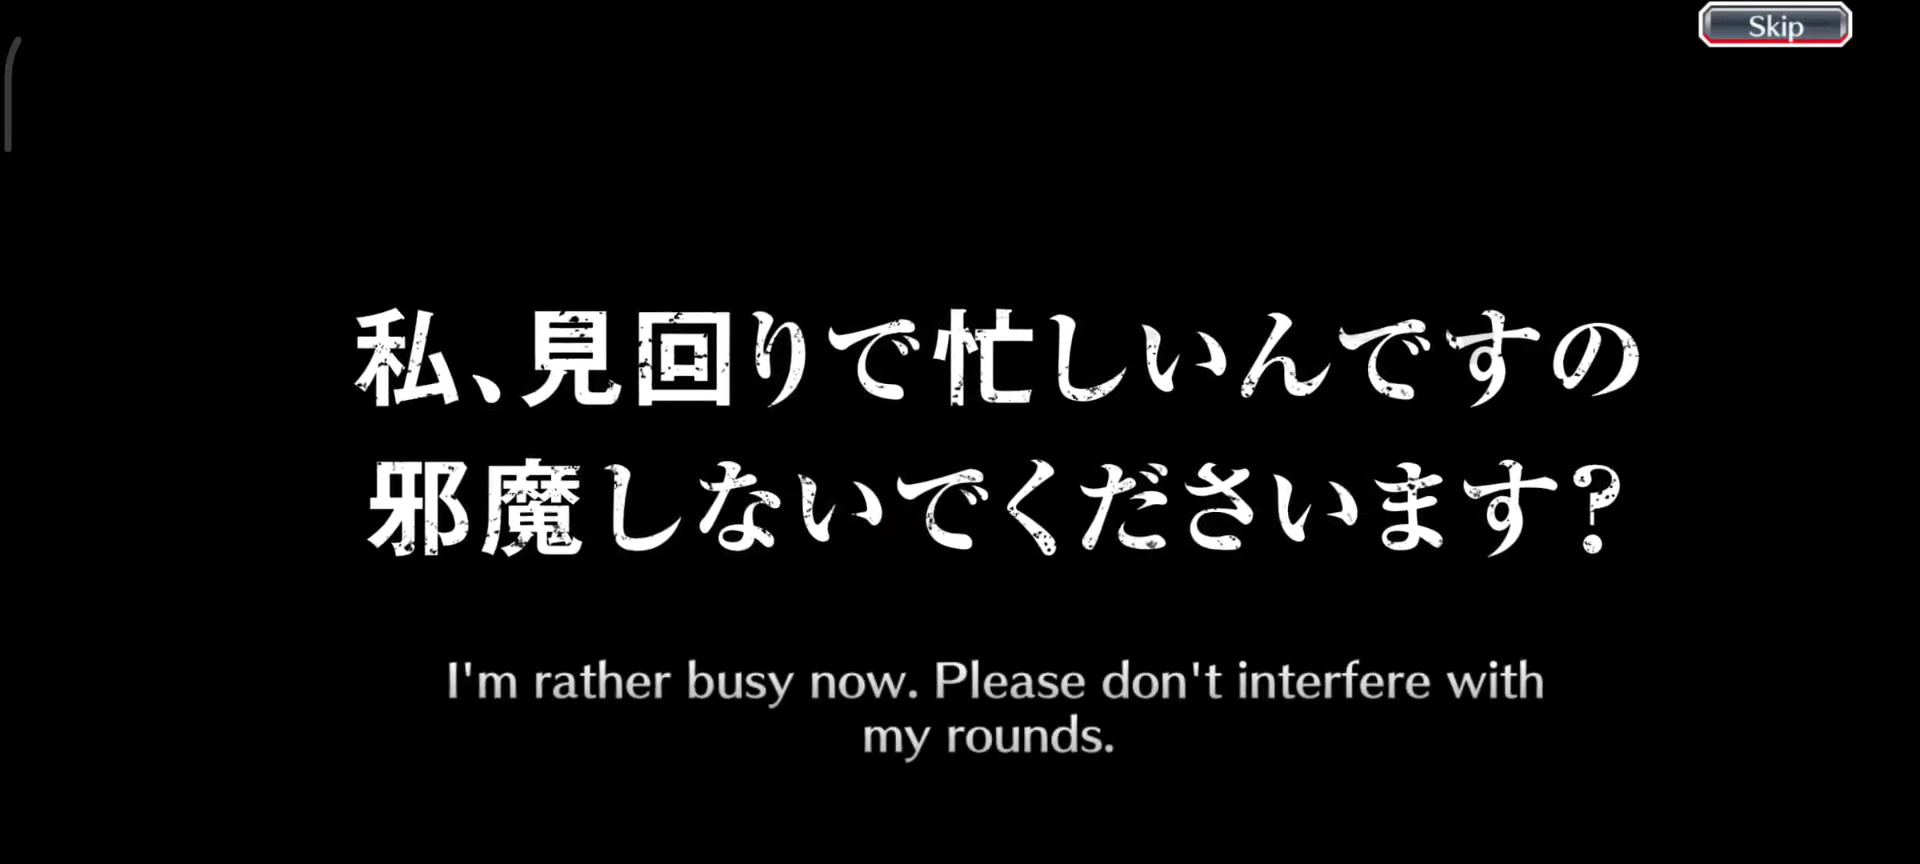 Skip
私、見回りで忙しいんですの
邪魔しないでくださいます?
I'm rather busy now. Please don't interfere with
my rounds.